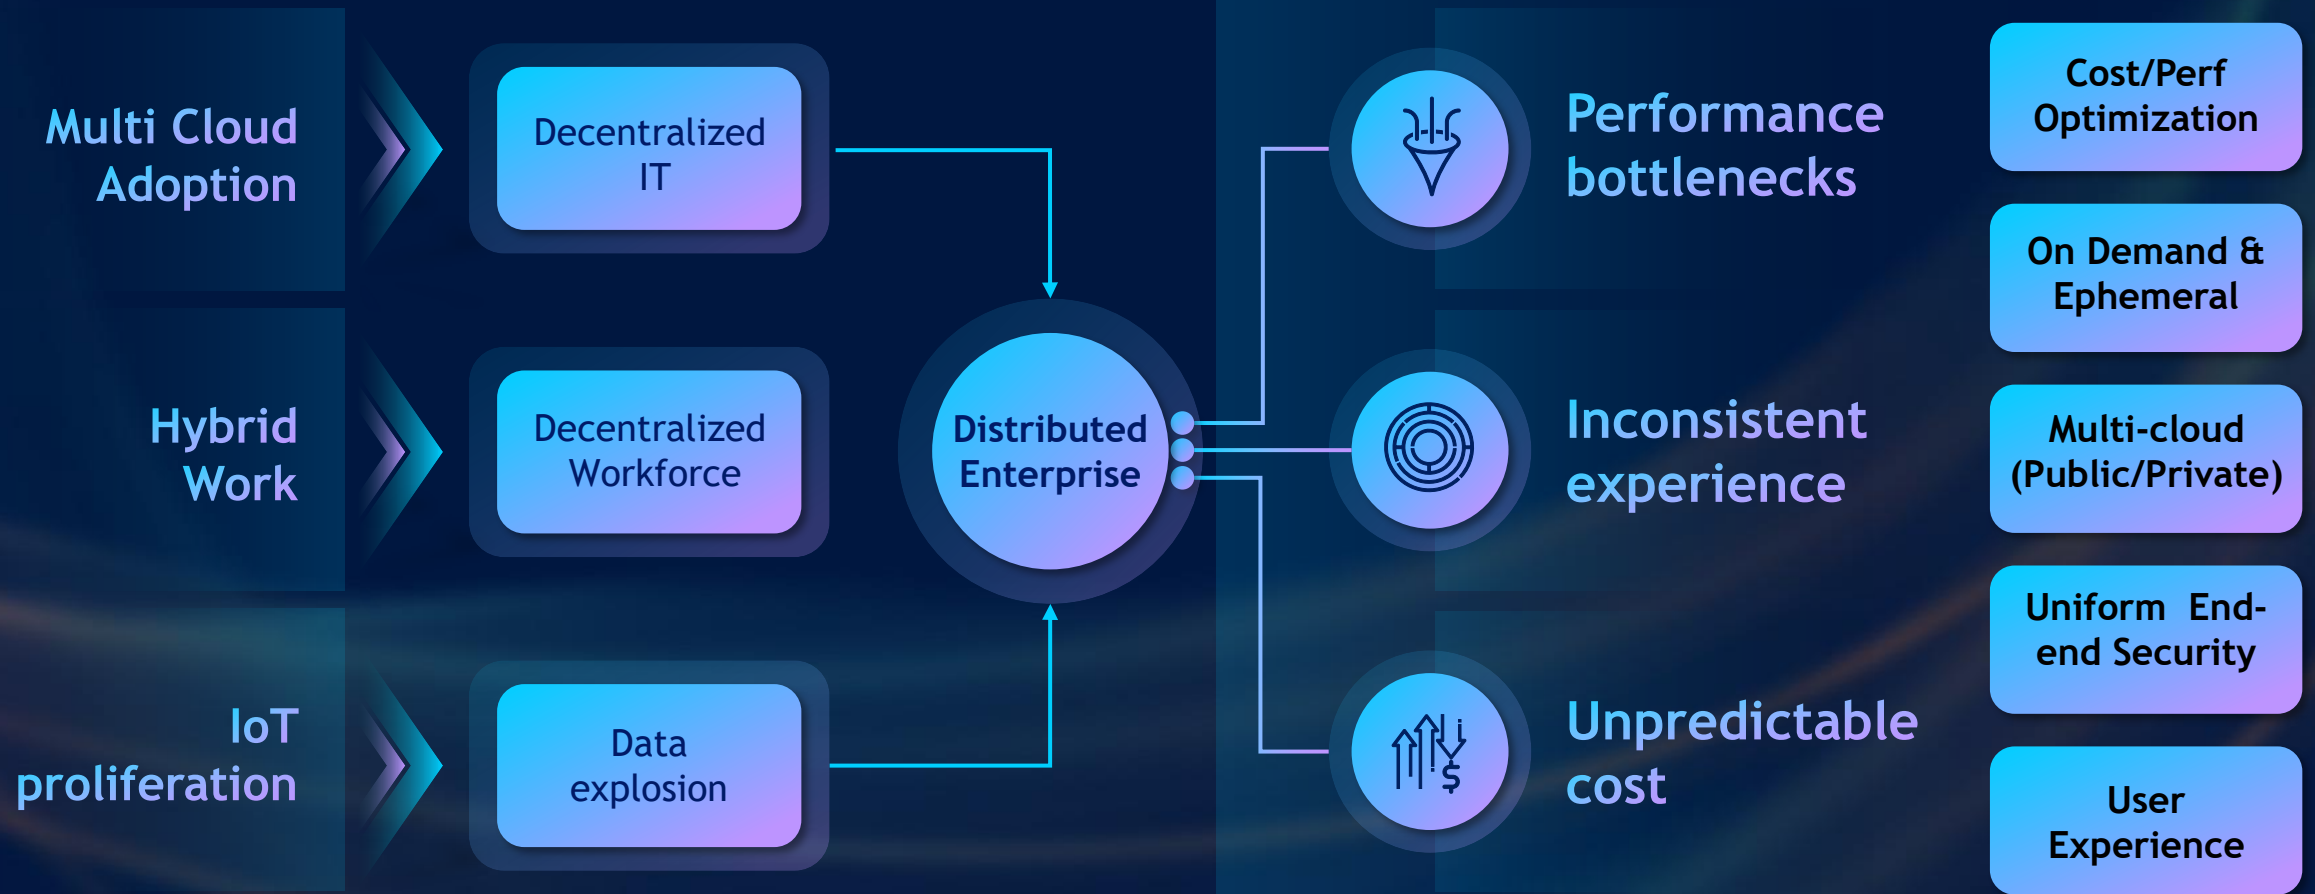 Multi Cloud
Adoption
Decentralized
IT
Hybrid
Work
Decentralized
Workforce
IoT
proliferation
Data
explosion
Distributed
Enterprise
Performance
bottlenecks
Inconsistent
experience
Unpredictable
cost
Cost/Perf
Optimization
On Demand &
Ephemeral
Multi-cloud
(Public/Private)
Uniform  End-
end Security
User
Experience